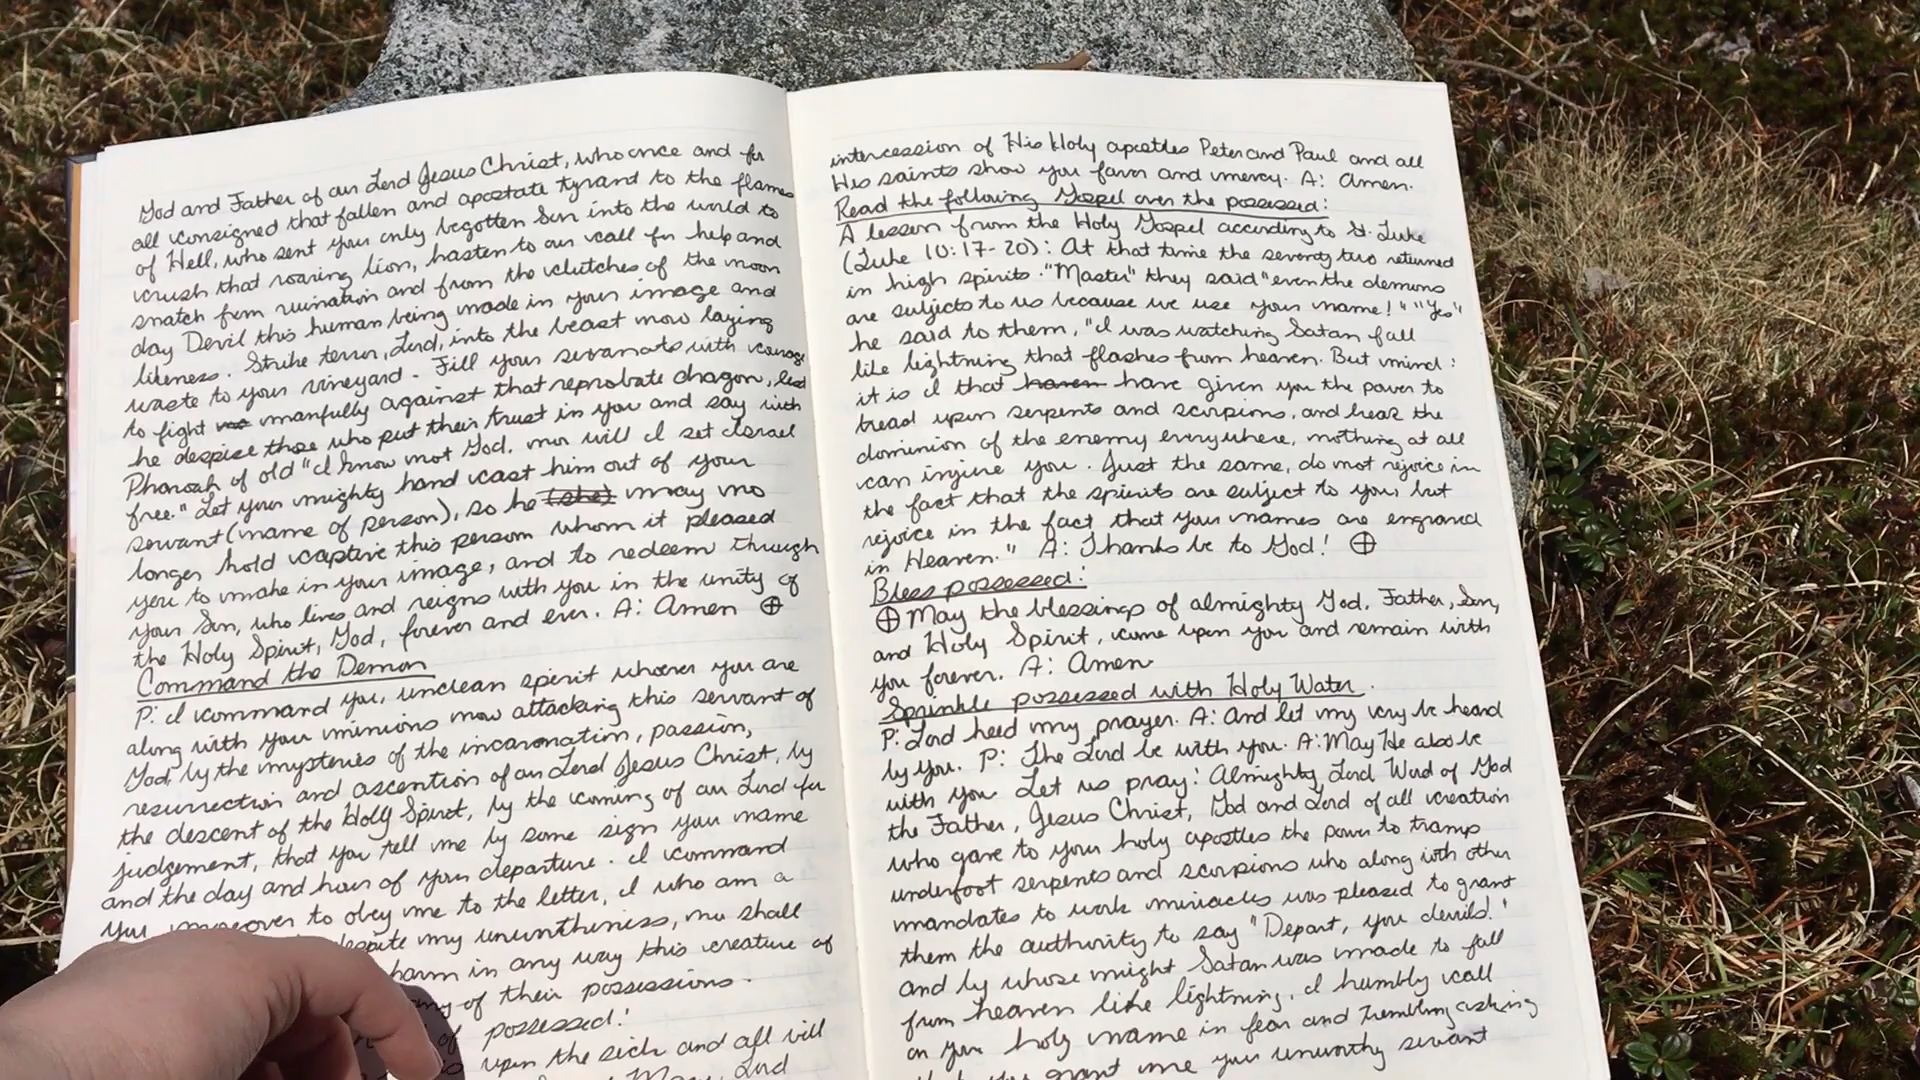 God and Father of our Lord Jesus Christ, who once and for
all consigned that fallen and apostate tyrant to the flames
of Hell, who sent your only begotten Son into the world to
crush that roaring lion, hasten to our call for help and
snatch from ruination and from the clutches of the noon
day Devil this human being made in your image and
likeness. Strike terror, Lord, into the beast now laying
waste to your vineyard. Fill your servants with courage
to fight manfully against that reprobate dragon, lest
he despise those who put their trust in you and say with
Pharoah of old "I know not God, nor will I set Israel
free." Let your mighty hand cast him out of your
servant (name of person), so he (she) may no
longer hold captive this person whom it pleased
you to make in your image, and to redeem through
your Son, who lives and reigns with you in the unity of
the Holy Spirit, God, forever and ever. A: Amen ⊕
Command the Demon
P: I command you, unclean spirit whoever you are
along with your minions now attacking this servant of
God, by the mysteries of the incarnation, passion,
resurrection and ascention of our Lord Jesus Christ, by
the descent of the Holy Spirit, by the coming of our Lord for
judgement, that you tell me by some sign your name
and the day and hour of your departure. I command
you moreover to obey me to the letter, I who am a
despite my unworthiness, nor shall
harm in any way this creature of
of their possessions.
of possessed:
upon the sick and all will
Lord
intercession of His Holy apostles Peter and Paul and all
His saints show you favor and mercy. A: Amen.
Read the following Gospel over the possessed:
A lesson from the Holy Gospel according to St. Luke
(Luke 10:17-20): At that time the seventy two returned
in high spirits. "Master" they said "even the demons
are subjects to us because we use your name!" "Yes"
he said to them, "I was watching Satan fall
like lightning that flashes from heaven. But mind:
it is I that haven have given you the power to
tread upon serpents and scorpions, and hear the
dominion of the enemy everywhere, nothing at all
can injure you. Just the same, do not rejoice in
the fact that the spirits are subject to you, but
rejoice in the fact that your names are engraved
in Heaven." A: Thanks be to God! ⊕
Bless possessed:
⊕ May the blessings of almighty God, Father, Son,
and Holy Spirit, come upon you and remain with
you forever. A: Amen
Sprinkle possessed with Holy Water.
P: Lord heed my prayer. A: And let my cry be heard
by you. P: The Lord be with you. A: May He also be
with you. Let us pray: Almighty Lord Word of God
the Father, Jesus Christ, God and Lord of all creation
who gave to your holy apostles the power to tramp
underfoot serpents and scorpions who along with other
mandates to work miracles was pleased to grant
them the authority to say "Depart, you devils!"
and by whose might Satan was made to fall
from heaven like lightning, I humbly call
on your holy name in fear and trembling asking
that you grant me your unworthy servant